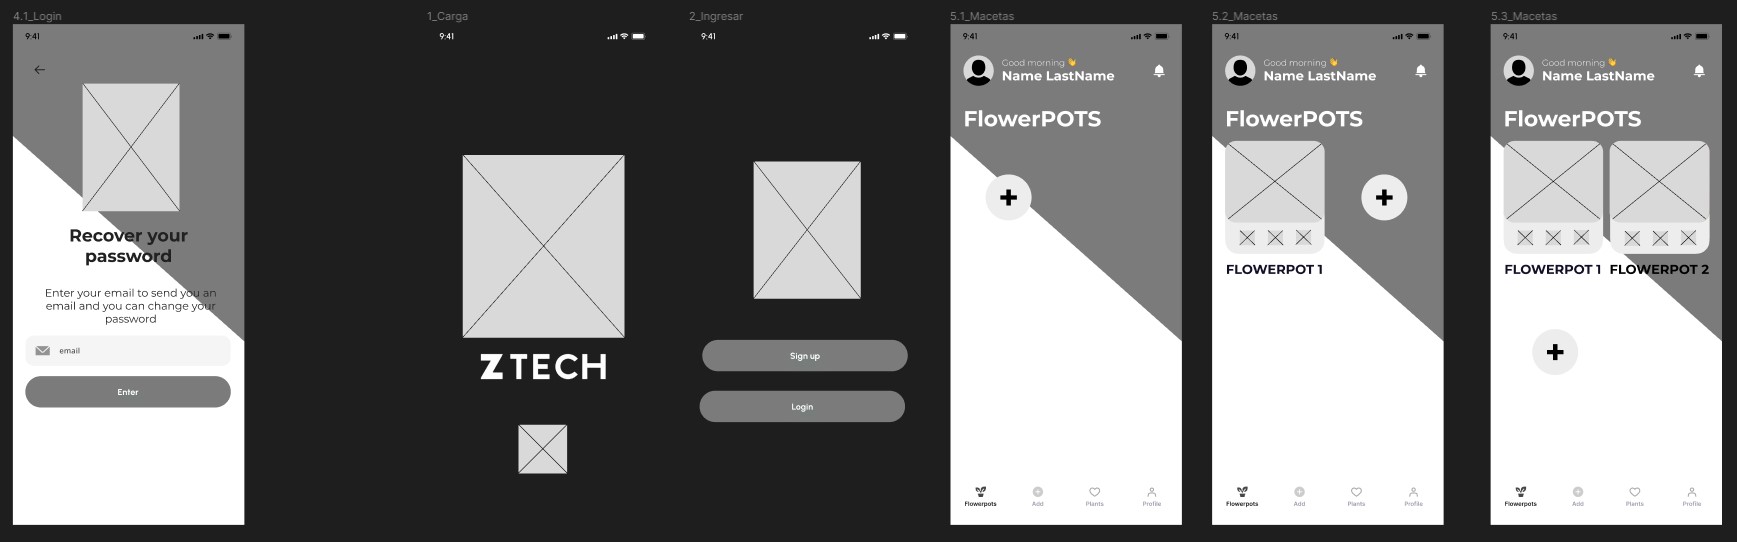 4.1_Login
9:41
Recover your
password
Enter your email to send you an
email and you can change your
password
email
Enter
1_Carga
9:41
Z TECH
2_Ingresar
9:41
Sign up
Login
5.1_Macetas
9:41
Good morning 👋
Name LastName
FlowerPOTS
Flowerpots Add Plants Profile
5.2_Macetas
9:41
Good morning 👋
Name LastName
FlowerPOTS
FLOWERPOT 1
Flowerpots Add Plants Profile
5.3_Macetas
9:41
Good morning 👋
Name LastName
FlowerPOTS
FLOWERPOT 1 FLOWERPOT 2
Flowerpots Add Plants Profile